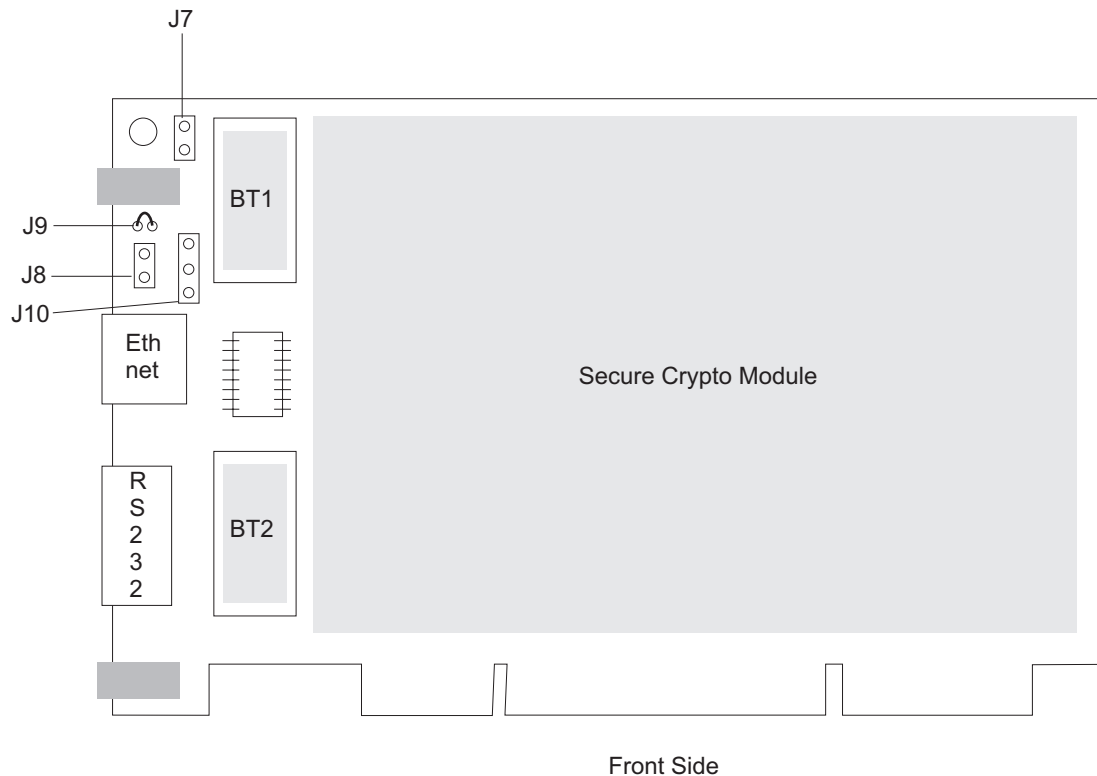 J7
BT1
J9
J8
J10
Eth
net
Secure Crypto Module
R
S
2
3
2
BT2
Front Side